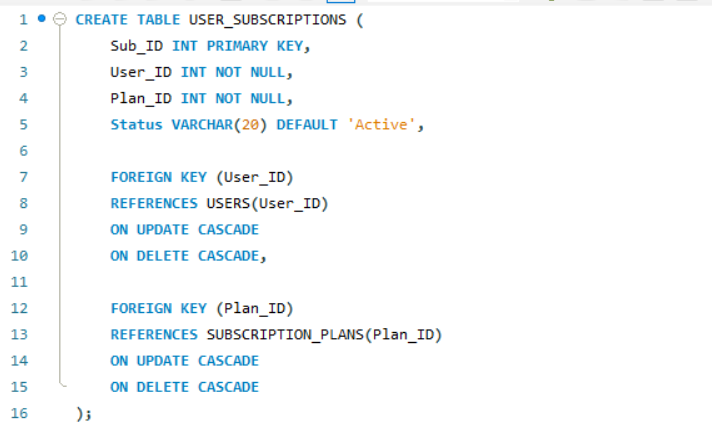 1 CREATE TABLE USER_SUBSCRIPTIONS (
2 Sub_ID INT PRIMARY KEY,
3 User_ID INT NOT NULL,
4 Plan_ID INT NOT NULL,
5 Status VARCHAR(20) DEFAULT 'Active',
6
7 FOREIGN KEY (User_ID)
8 REFERENCES USERS(User_ID)
9 ON UPDATE CASCADE
10 ON DELETE CASCADE,
11
12 FOREIGN KEY (Plan_ID)
13 REFERENCES SUBSCRIPTION_PLANS(Plan_ID)
14 ON UPDATE CASCADE
15 ON DELETE CASCADE
16 );